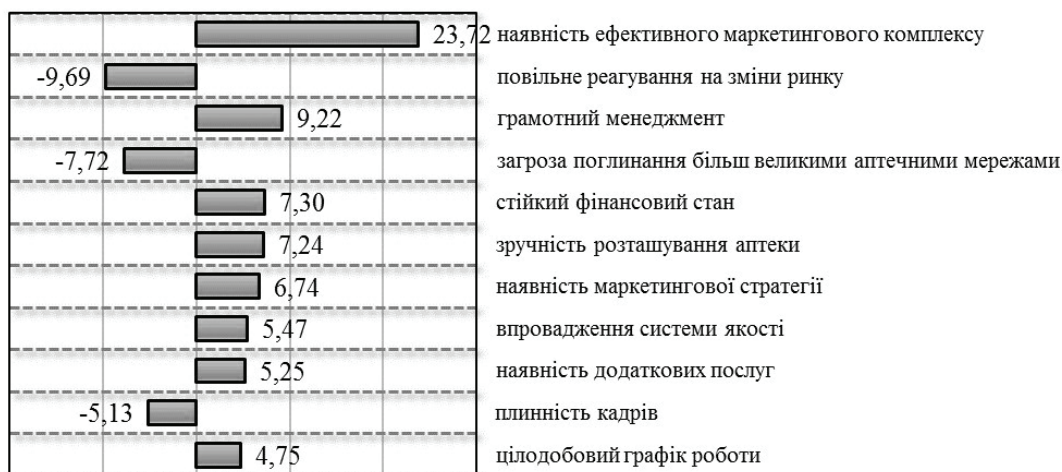 23,72 наявність ефективного маркетингового комплексу
-9,69 повільне реагування на зміни ринку
9,22 грамотний менеджмент
-7,72 загроза поглинання більш великими аптечними мережами
7,30 стійкий фінансовий стан
7,24 зручність розташування аптеки
6,74 наявність маркетингової стратегії
5,47 впровадження системи якості
5,25 наявність додаткових послуг
-5,13 плинність кадрів
4,75 цілодобовий графік роботи